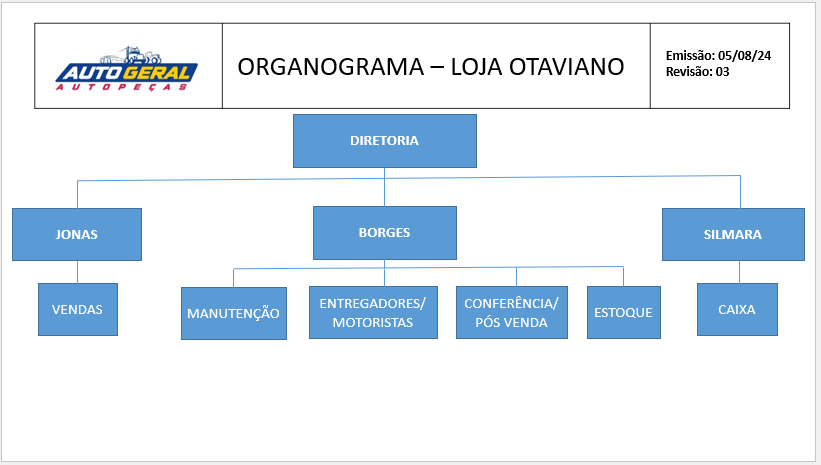 AUTO GERAL
AUTOPEÇAS
ORGANOGRAMA – LOJA OTAVIANO
Emissão: 05/08/24
Revisão: 03
DIRETORIA
JONAS
BORGES
SILMARA
VENDAS
MANUTENÇÃO
ENTREGADORES/
MOTORISTAS
CONFERÊNCIA/
PÓS VENDA
ESTOQUE
CAIXA